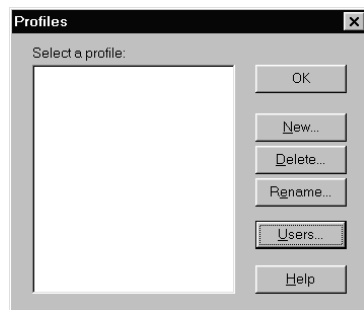 Profiles
Select a profile:
OK
New...
Delete...
Rename...
Users...
Help